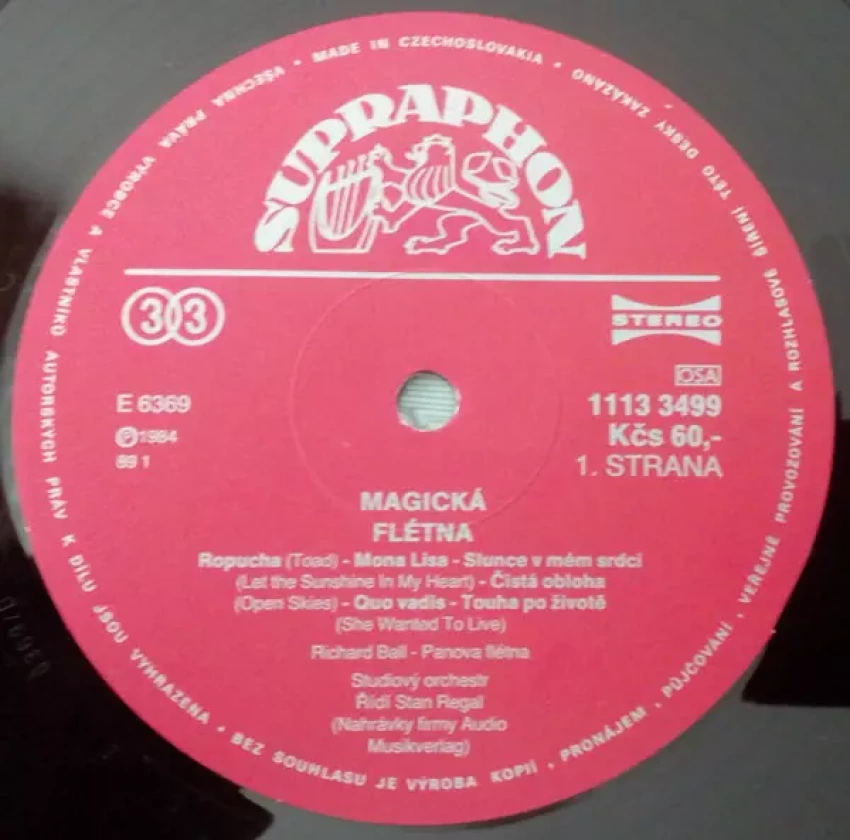 VŠECHNA PRÁVA VÝROBCE A VLASTNÍKŮ AUTORSKÝCH PRÁV K DÍLU JSOU VYHRAZENA • BEZ SOUHLASU JE VÝROBA KOPIÍ, PRONÁJEM, PŮJČOVÁNÍ, VEŘEJNÉ PROVOZOVÁNÍ A ROZHLASOVÉ ŠÍŘENÍ TÉTO DESKY ZAKÁZÁNO • MADE IN CZECHOSLOVAKIA •
SUPRAPHON
33
STEREO
OSA
E 6369
1113 3499
℗1984
Kčs 60,-
89 1
1. STRANA
MAGICKÁ
FLÉTNA
Ropucha (Toad) - Mona Lisa - Slunce v mém srdci
(Let the Sunshine In My Heart) - Čistá obloha
(Open Skies) - Quo vadis - Touha po životě
(She Wanted To Live)
Richard Ball - Panova flétna
Studiový orchestr
Řídí Stan Regal
(Nahrávky firmy Audio
Musikverlag)